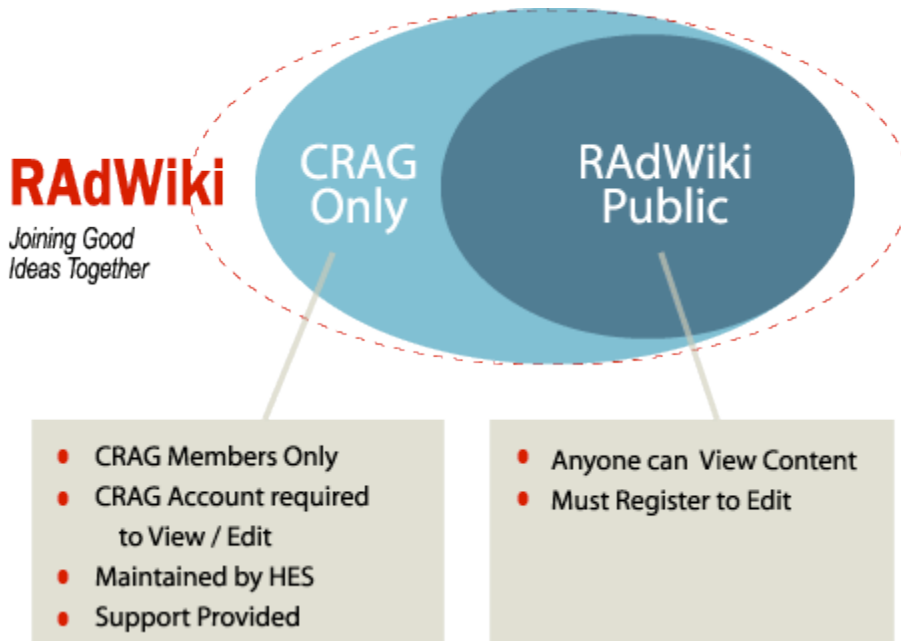 RAdWiki
Joining Good
Ideas Together
CRAG
Only
RAdWiki
Public
CRAG Members Only
CRAG Account required
to View / Edit
Maintained by HES
Support Provided
Anyone can View Content
Must Register to Edit